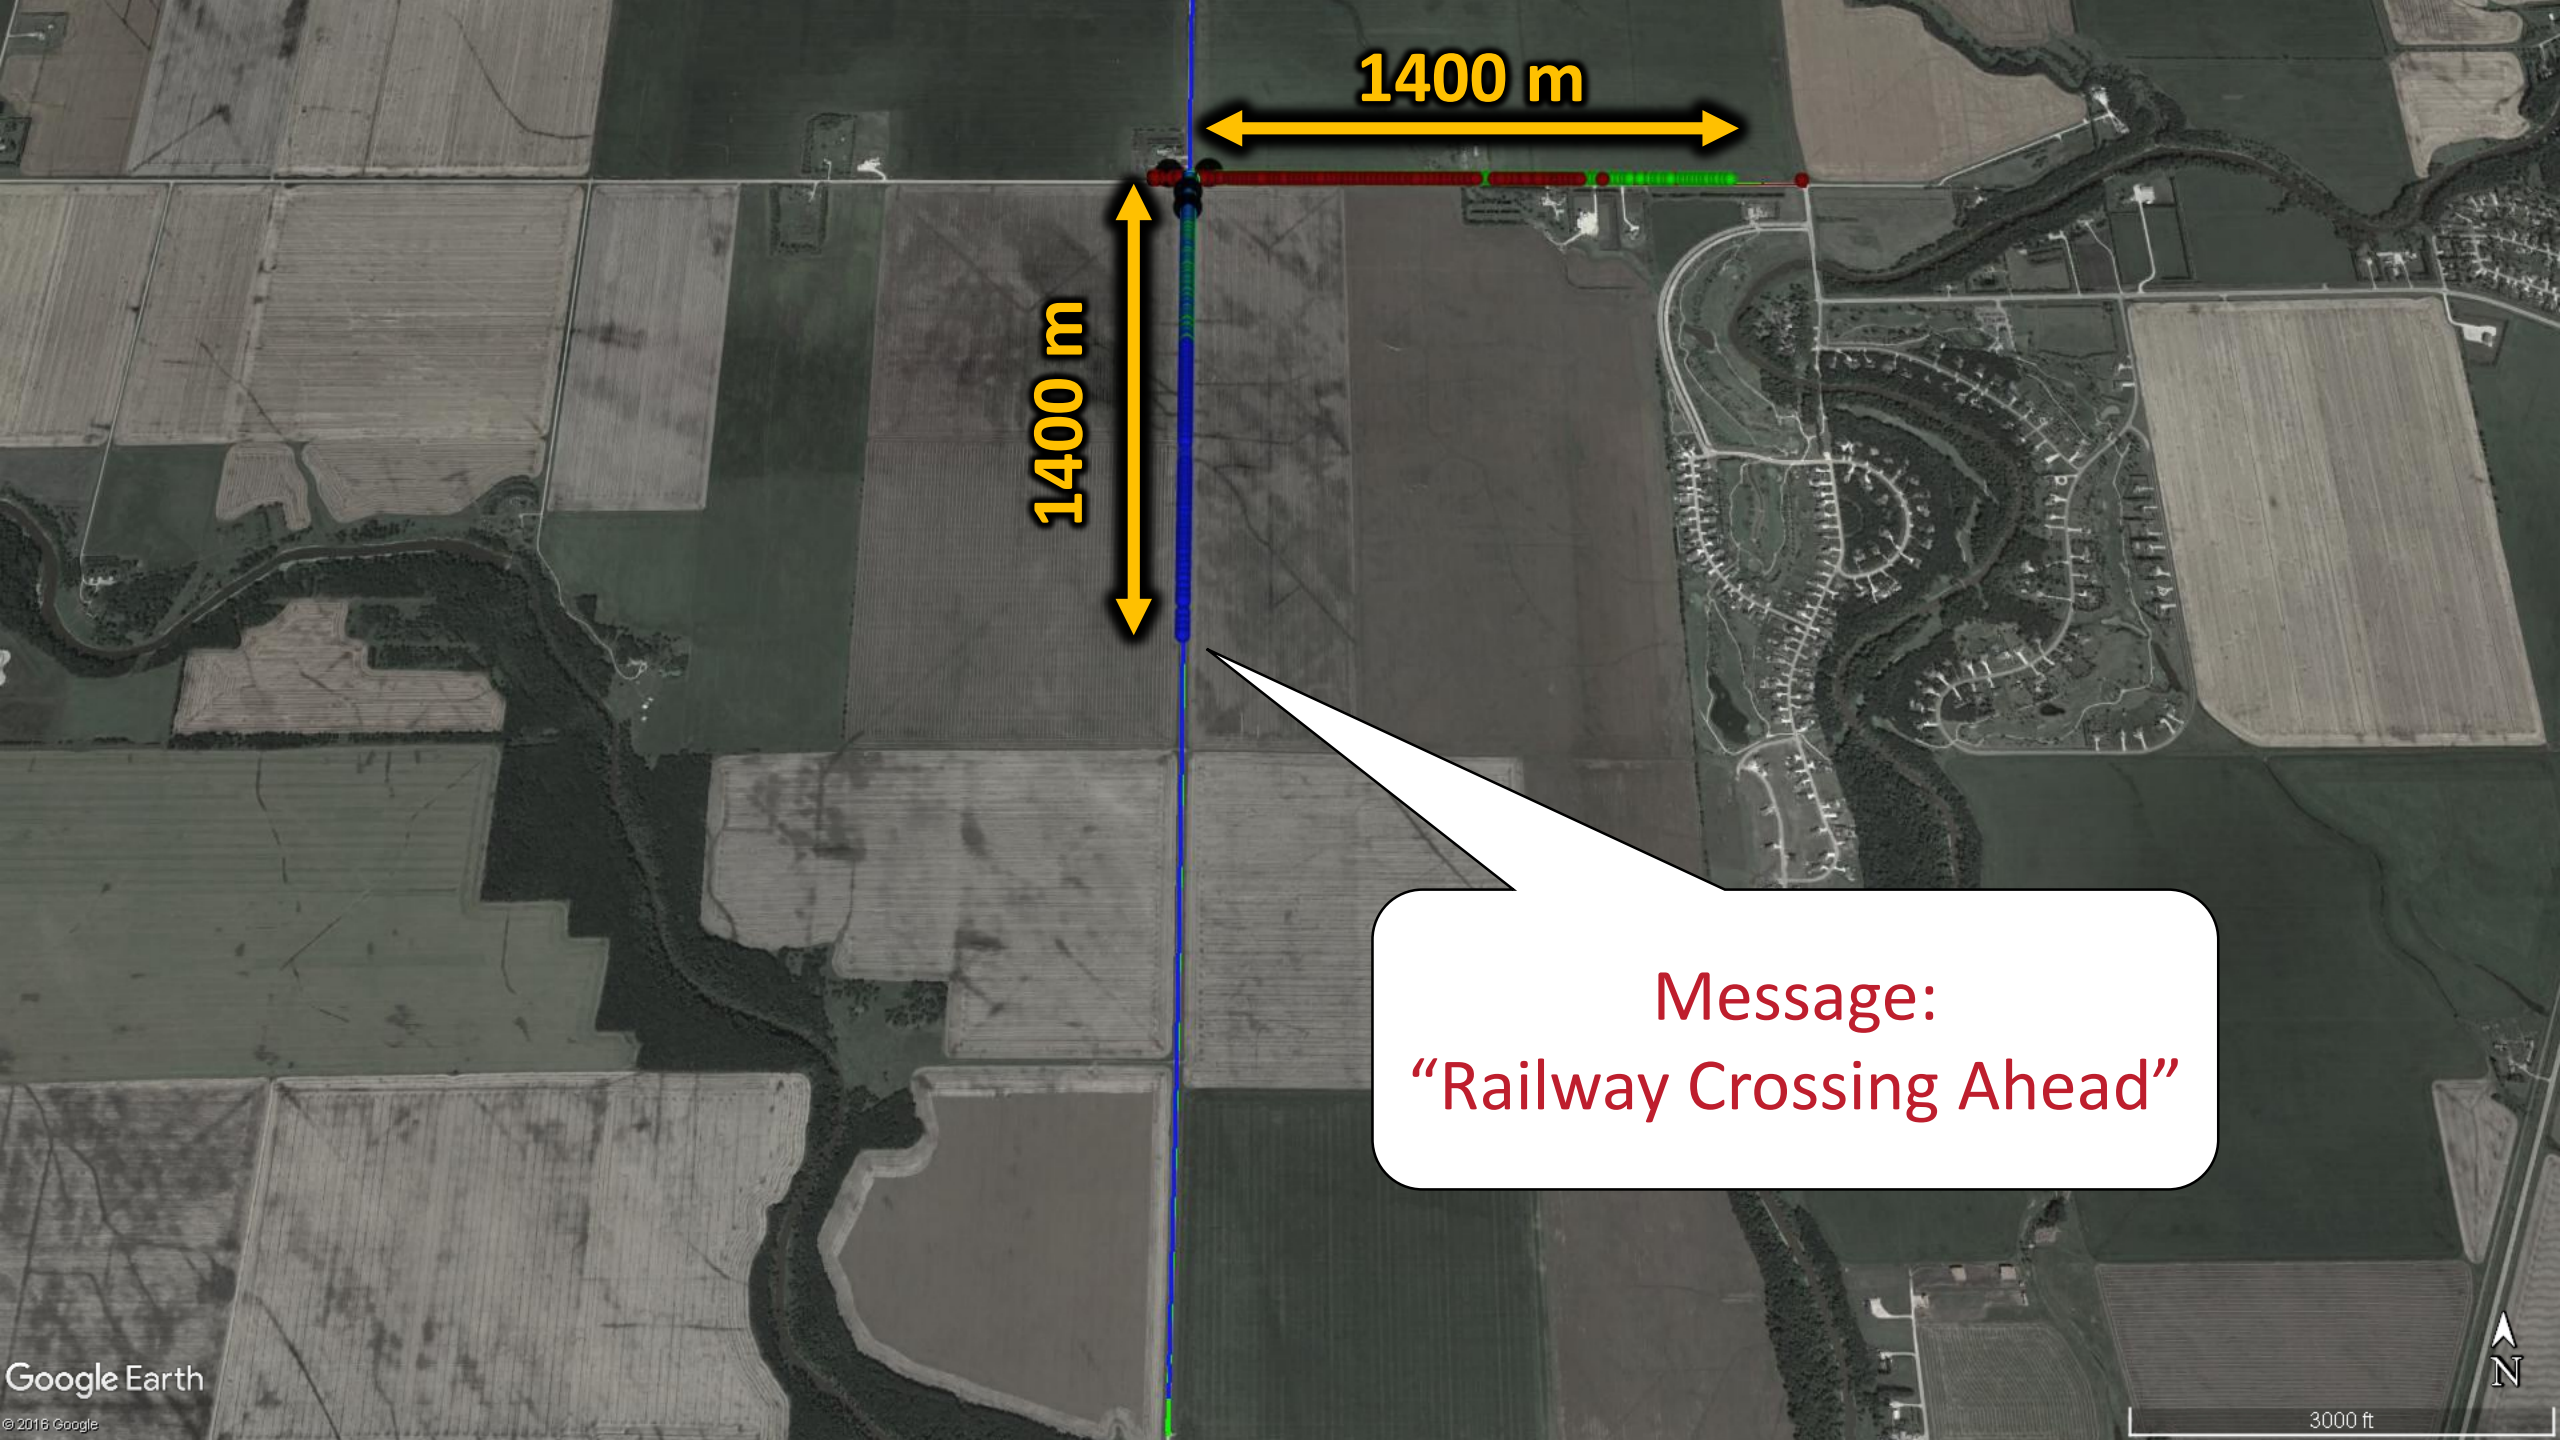 1400 m
1400 m
Message:
“Railway Crossing Ahead”
Google Earth
© 2016 Google
N
3000 ft